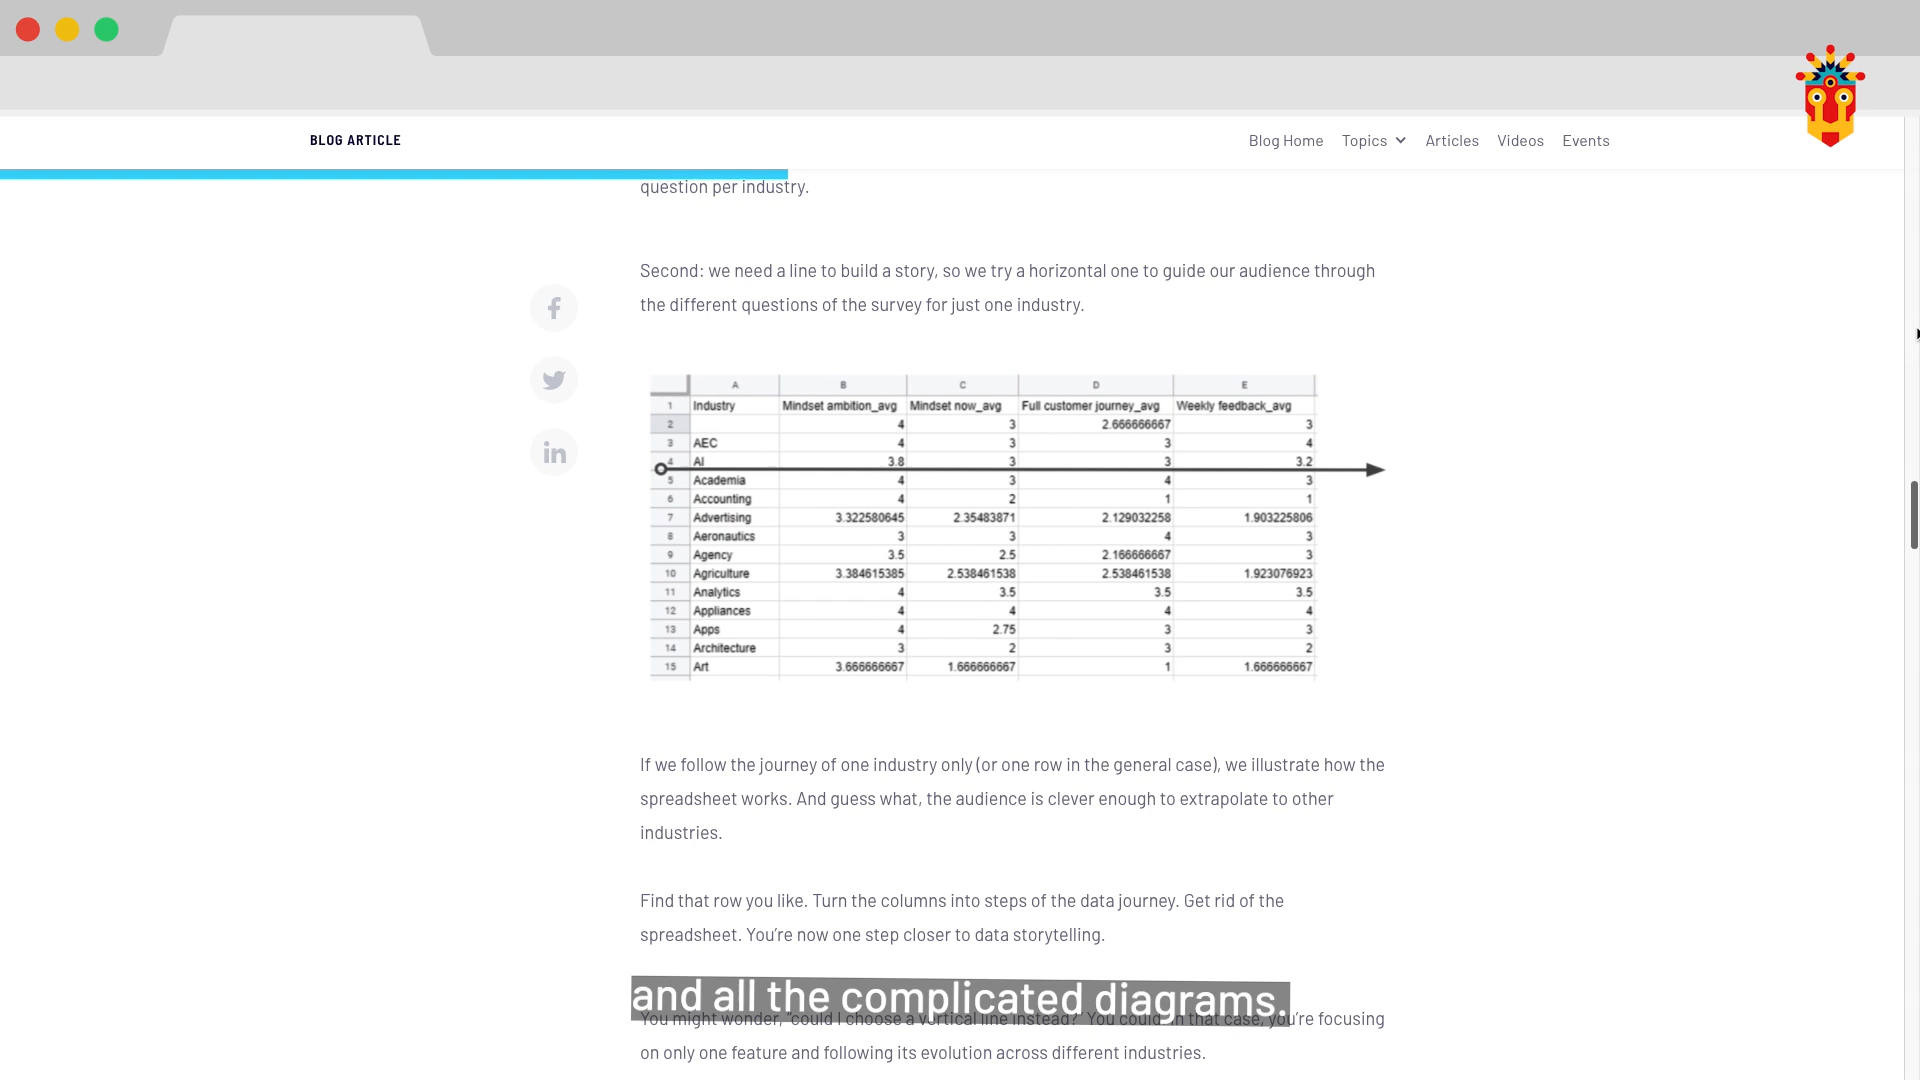 BLOG ARTICLE
Blog Home Topics Articles Videos Events
question per industry.
Second: we need a line to build a story, so we try a horizontal one to guide our audience through
the different questions of the survey for just one industry.
A B C D E
1 Industry Mindset ambition_avg Mindset now_avg Full customer journey_avg Weekly feedback_avg
2 4 3 2.666666667 3
3 AEC 4 3 3 4
4 AI 3.8 3 3 3.2
5 Academia 4 3 4 3
6 Accounting 4 2 1 1
7 Advertising 3.322580645 2.35483871 2.129032258 1.903225806
8 Aeronautics 3 3 4 3
9 Agency 3.5 2.5 2.166666667 3
10 Agriculture 3.384615385 2.538461538 2.538461538 1.923076923
11 Analytics 4 3.5 3.5 3.5
12 Appliances 4 4 4 4
13 Apps 4 2.75 3 3
14 Architecture 3 2 3 2
15 Art 3.666666667 1.666666667 1 1.666666667
If we follow the journey of one industry only (or one row in the general case), we illustrate how the
spreadsheet works. And guess what, the audience is clever enough to extrapolate to other
industries.
Find that row you like. Turn the columns into steps of the data journey. Get rid of the
spreadsheet. You're now one step closer to data storytelling.
and all the complicated diagrams.
You might wonder, "could I choose a vertical line instead?" You could. In that case, you're focusing
on only one feature and following its evolution across different industries.